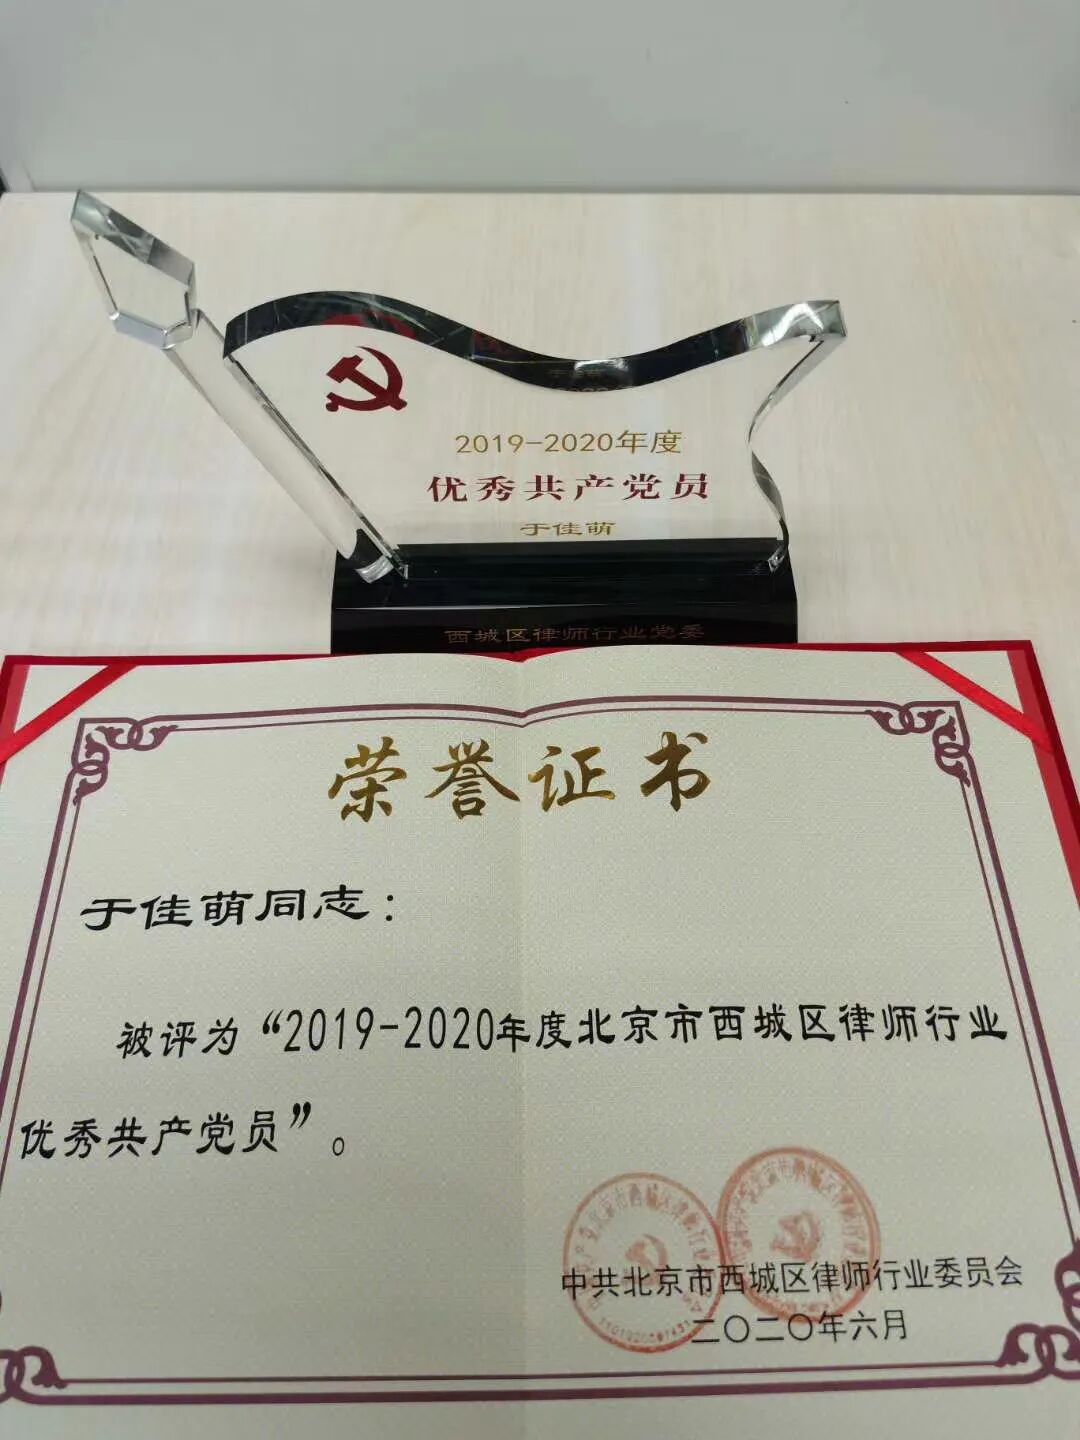 2019-2020年度
优秀共产党员
于佳萌
西城区律师行业党委
荣誉证书
于佳萌同志：
被评为“2019-2020年度北京市西城区律师行业
优秀共产党员”。
中共北京市西城区律师行业委员会
二〇二〇年六月